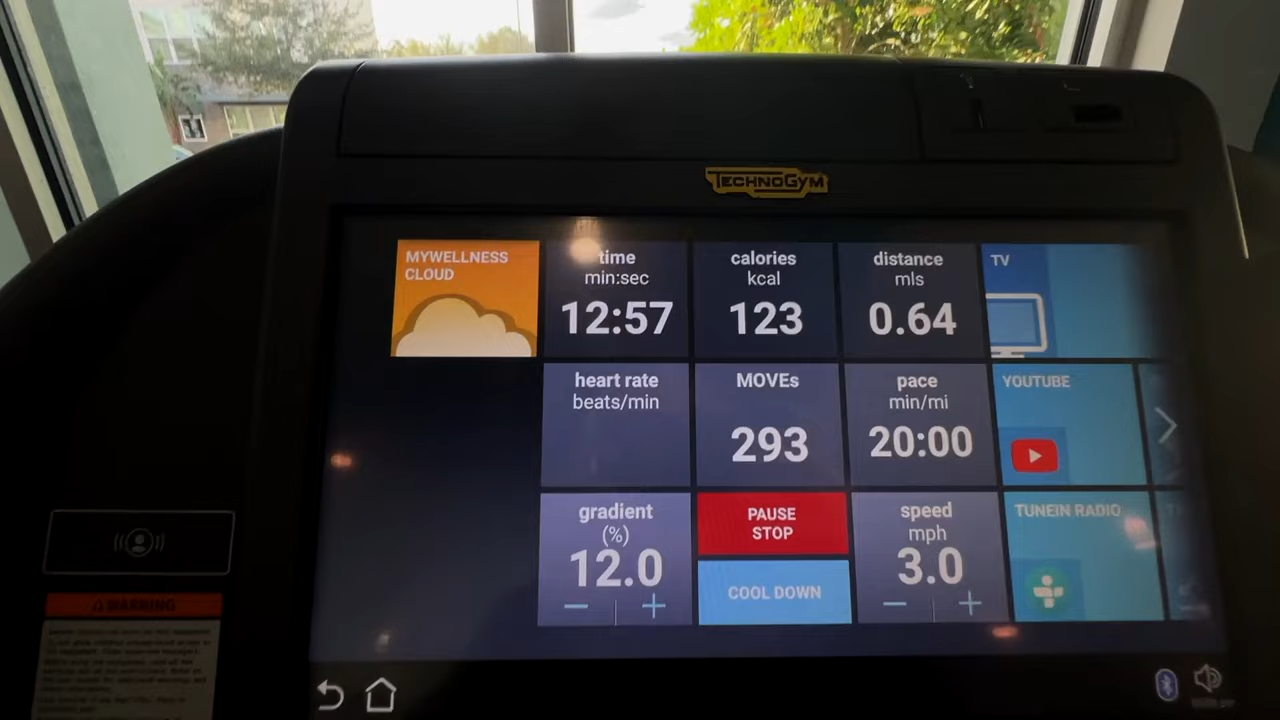 TECHNOGYM
MYWELLNESS
CLOUD
time
min:sec
12:57
calories
kcal
123
distance
mls
0.64
TV
heart rate
beats/min
MOVEs
293
pace
min/mi
20:00
YOUTUBE
gradient
(%)
12.0
PAUSE
STOP
COOL DOWN
speed
mph
3.0
TUNEIN RADIO
WARNING